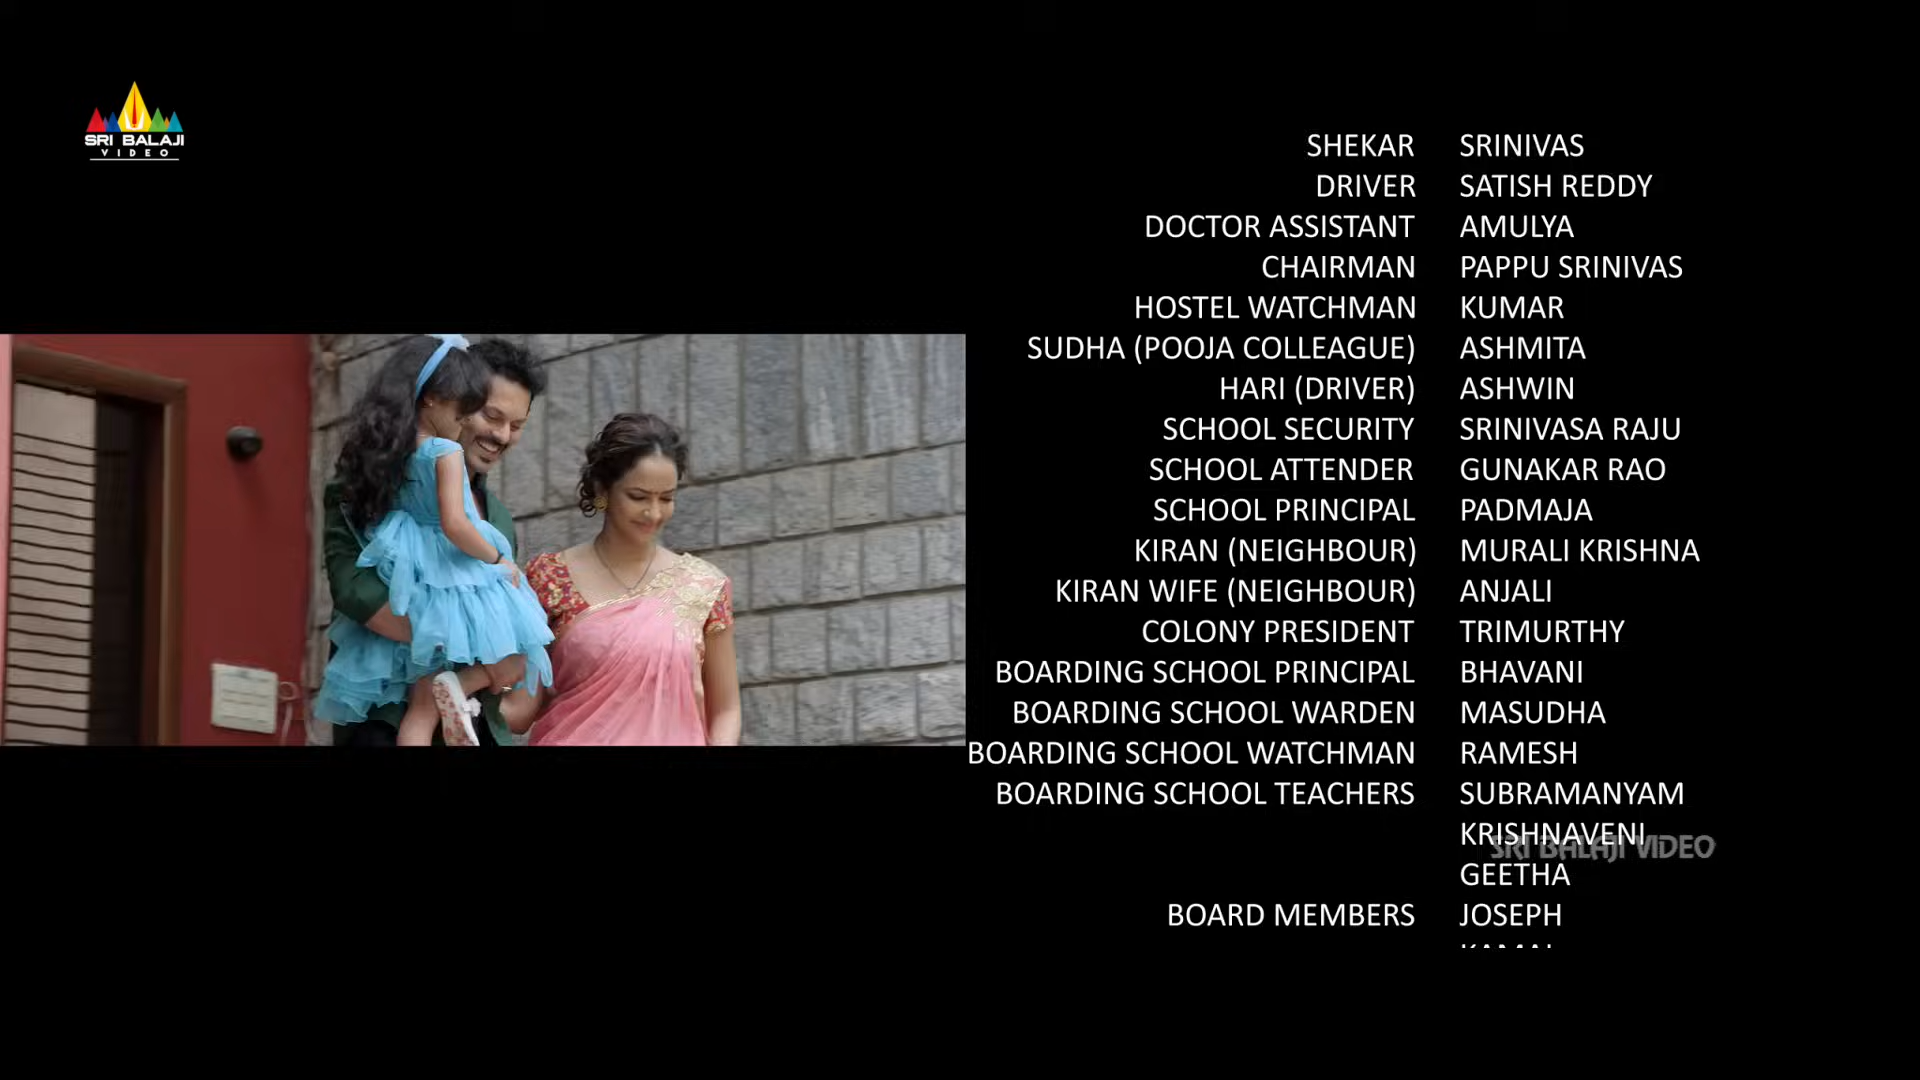 SRI BALAJI
VIDEO
SHEKAR SRINIVAS
DRIVER SATISH REDDY
DOCTOR ASSISTANT AMULYA
CHAIRMAN PAPPU SRINIVAS
HOSTEL WATCHMAN KUMAR
SUDHA (POOJA COLLEAGUE) ASHMITA
HARI (DRIVER) ASHWIN
SCHOOL SECURITY SRINIVASA RAJU
SCHOOL ATTENDER GUNAKAR RAO
SCHOOL PRINCIPAL PADMAJA
KIRAN (NEIGHBOUR) MURALI KRISHNA
KIRAN WIFE (NEIGHBOUR) ANJALI
COLONY PRESIDENT TRIMURTHY
BOARDING SCHOOL PRINCIPAL BHAVANI
BOARDING SCHOOL WARDEN MASUDHA
BOARDING SCHOOL WATCHMAN RAMESH
BOARDING SCHOOL TEACHERS SUBRAMANYAM
KRISHNAVENI
SRI BALAJI VIDEO
GEETHA
BOARD MEMBERS JOSEPH